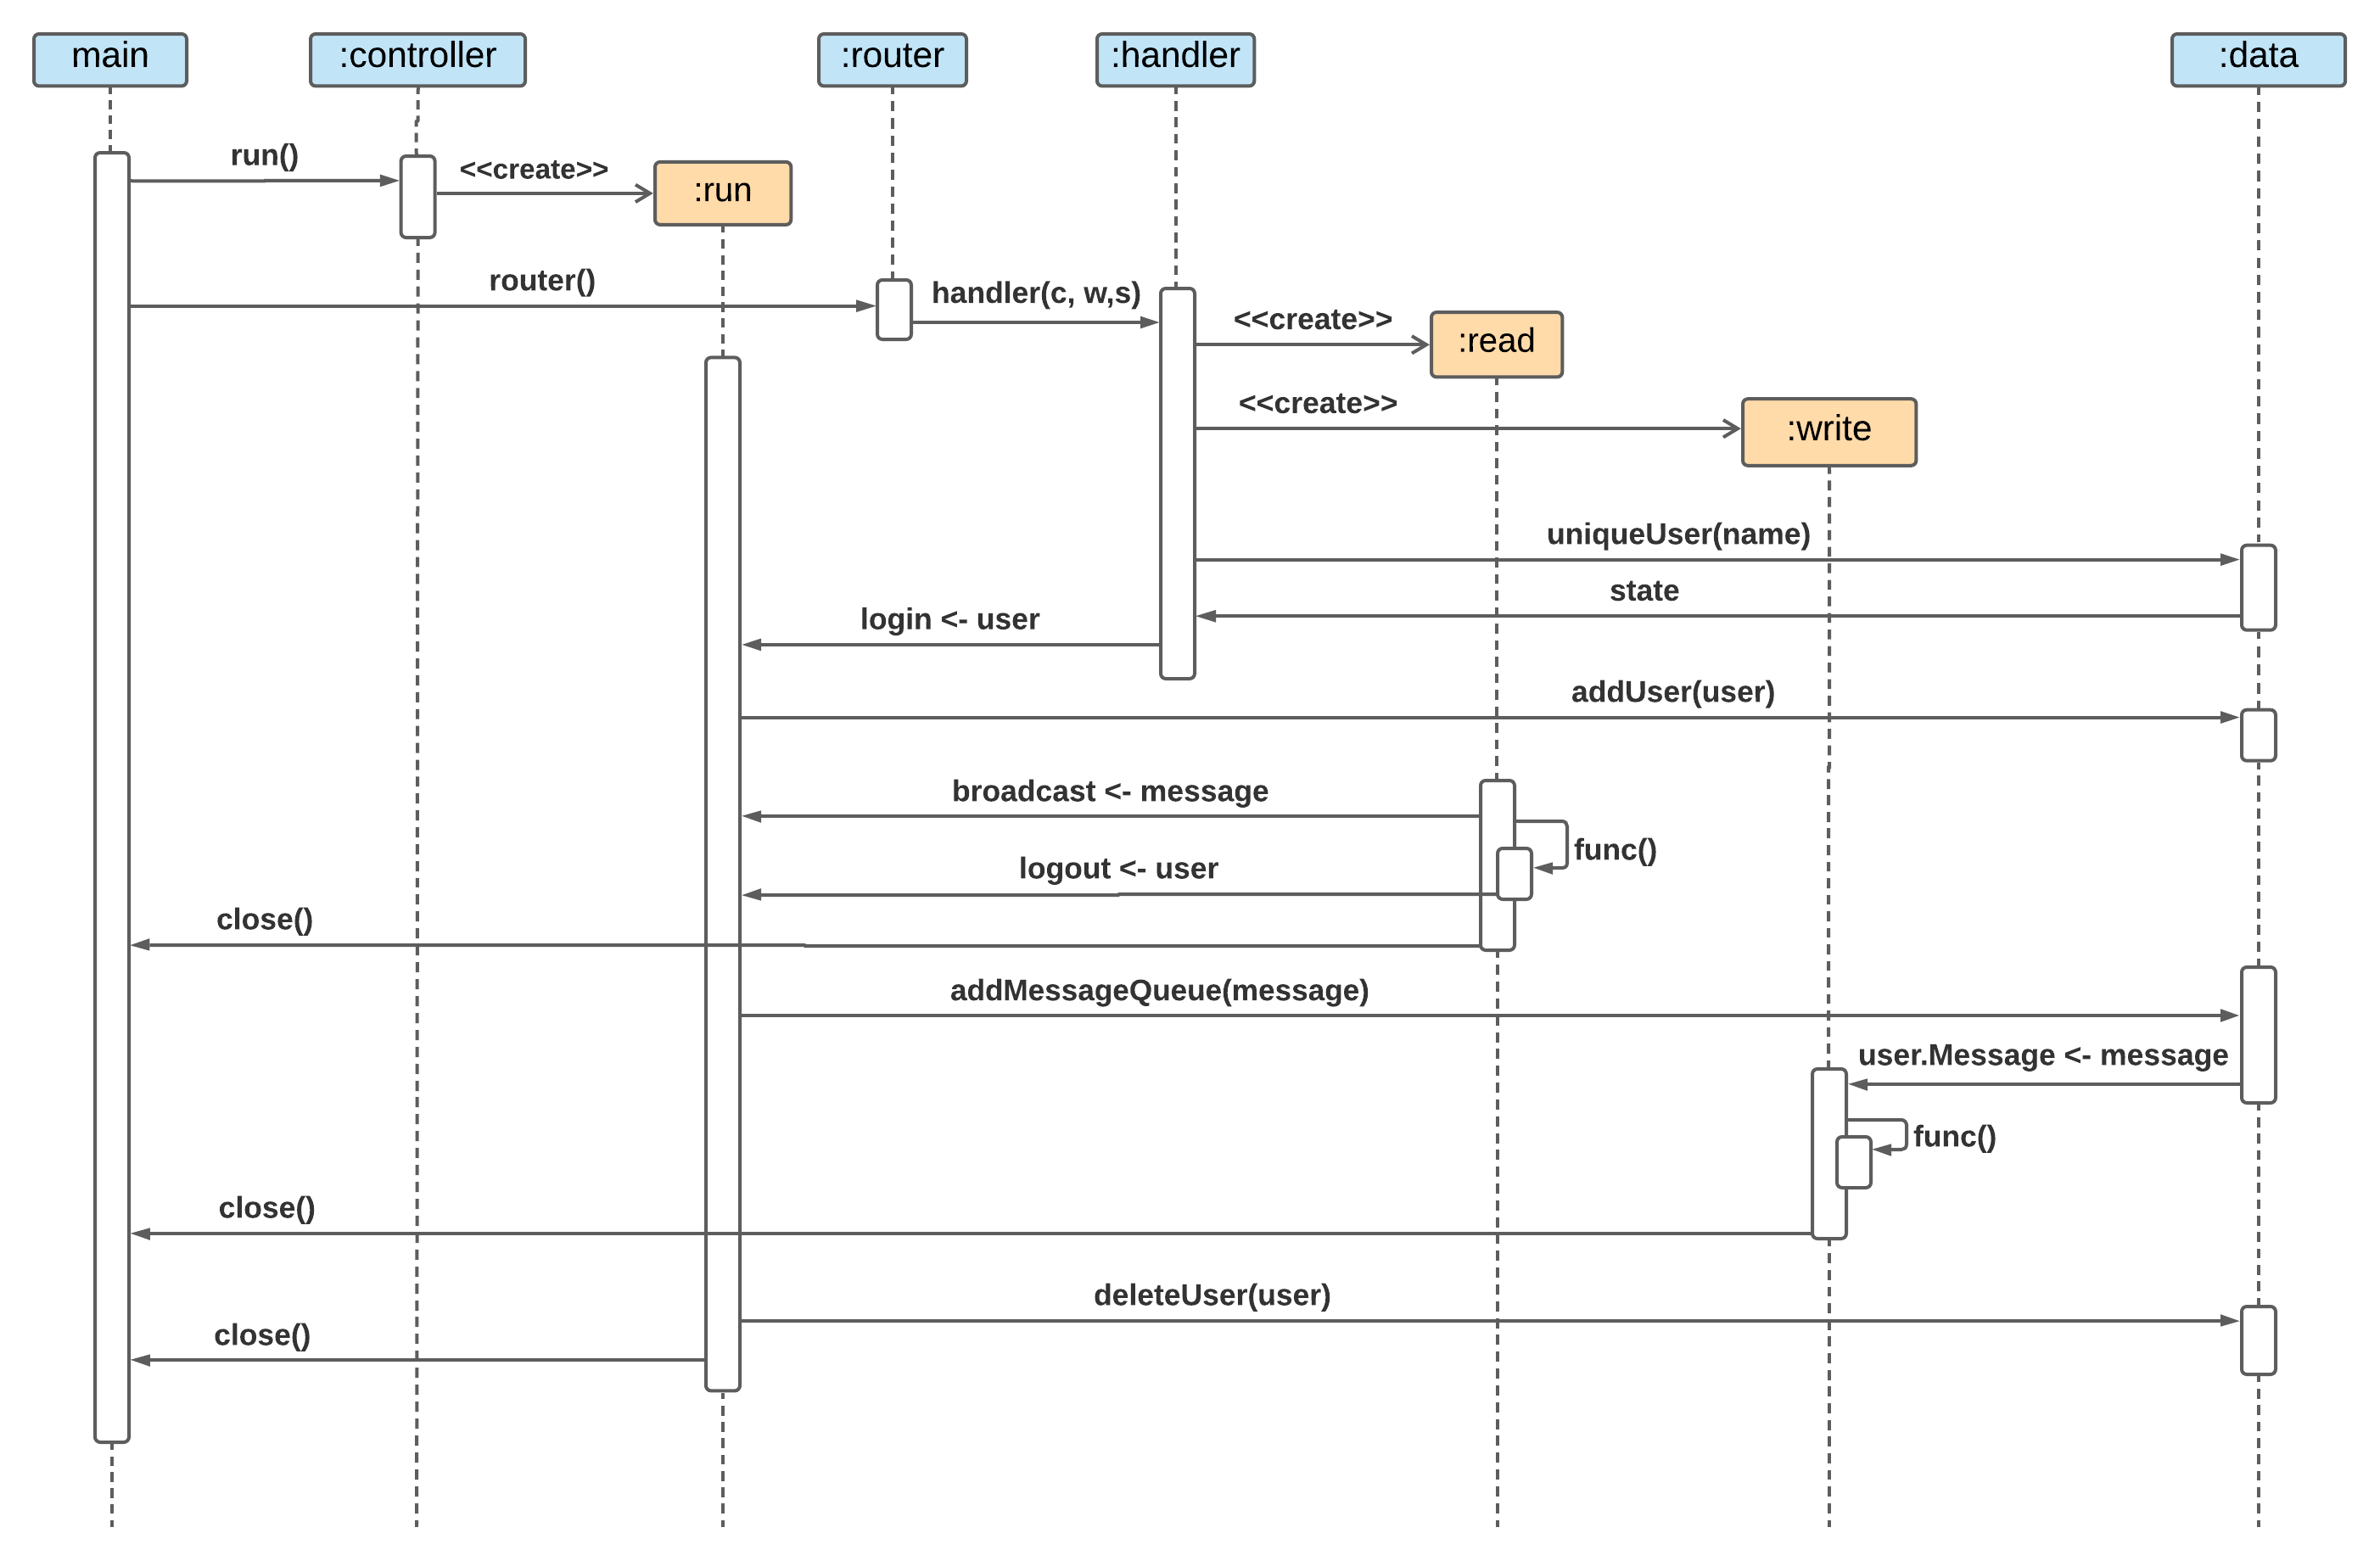 main
:controller
:router
:handler
:data
run()
<<create>>
:run
router()
handler(c, w,s)
<<create>>
:read
<<create>>
:write
uniqueUser(name)
state
login <- user
addUser(user)
broadcast <- message
func()
logout <- user
close()
addMessageQueue(message)
user.Message <- message
func()
close()
deleteUser(user)
close()